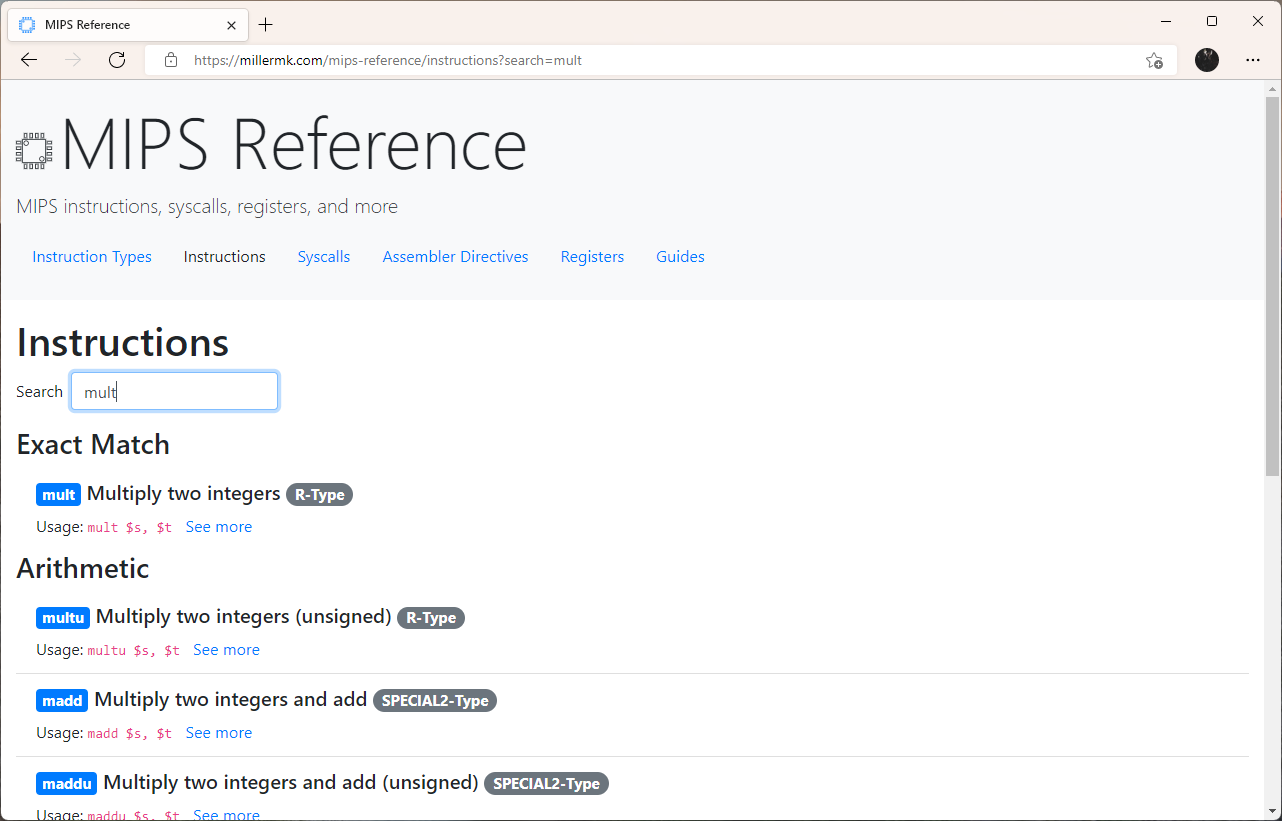 MIPS Reference
https://millermk.com/mips-reference/instructions?search=mult
MIPS Reference
MIPS instructions, syscalls, registers, and more
Instruction Types Instructions Syscalls Assembler Directives Registers Guides
Instructions
Search mult
Exact Match
mult Multiply two integers R-Type
Usage: mult $s, $t See more
Arithmetic
multu Multiply two integers (unsigned) R-Type
Usage: multu $s, $t See more
madd Multiply two integers and add SPECIAL2-Type
Usage: madd $s, $t See more
maddu Multiply two integers and add (unsigned) SPECIAL2-Type
Usage: maddu $s, $t See more